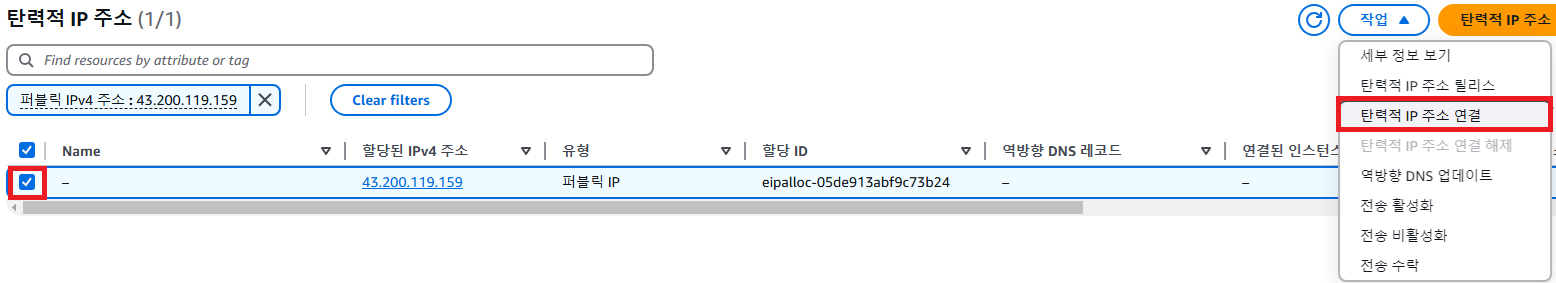 탄력적 IP 주소 (1/1)
작업
탄력적 IP 주소
Find resources by attribute or tag
퍼블릭 IPv4 주소 : 43.200.119.159
Clear filters
세부 정보 보기
탄력적 IP 주소 릴리스
탄력적 IP 주소 연결
탄력적 IP 주소 연결 해제
역방향 DNS 업데이트
전송 활성화
전송 비활성화
전송 수락
Name 할당된 IPv4 주소 유형 할당 ID 역방향 DNS 레코드 연결된 인스턴스
– 43.200.119.159 퍼블릭 IP eipalloc-05de913abf9c73b24 – –